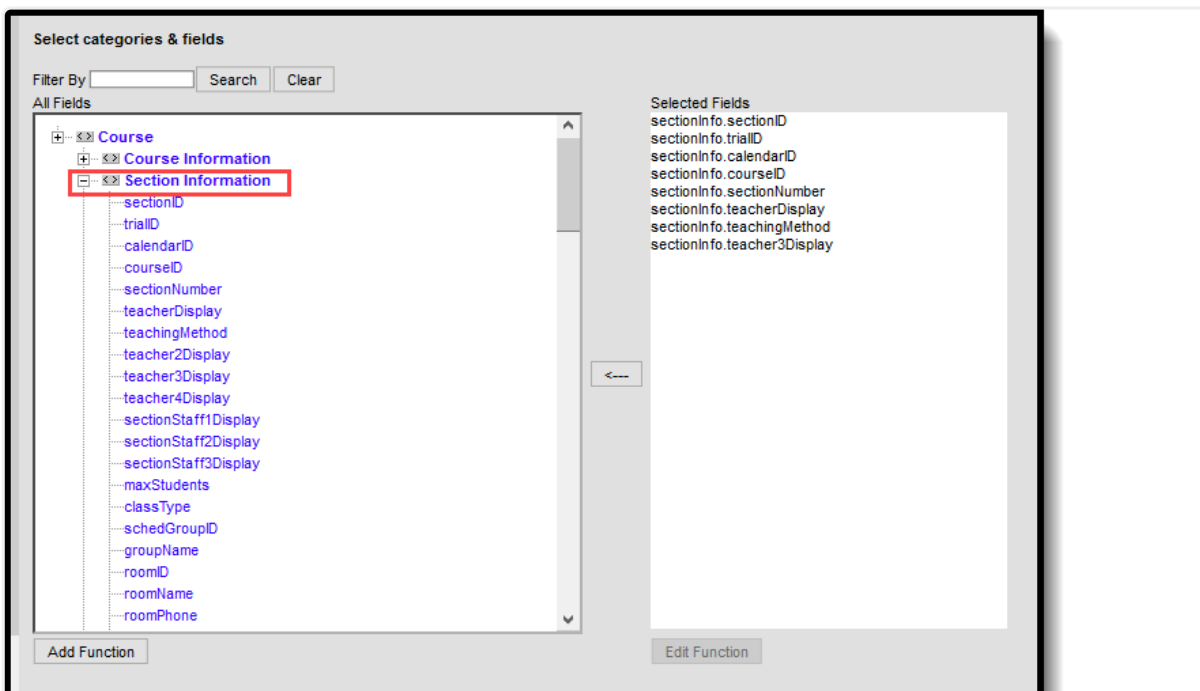 Select categories & fields
Filter By Search Clear
All Fields
Course
Course Information
Section Information
sectionID
trialID
calendarID
courseID
sectionNumber
teacherDisplay
teachingMethod
teacher2Display
teacher3Display
teacher4Display
sectionStaff1Display
sectionStaff2Display
sectionStaff3Display
maxStudents
classType
schedGroupID
groupName
roomID
roomName
roomPhone
Add Function
<---
Selected Fields
sectionInfo.sectionID
sectionInfo.trialID
sectionInfo.calendarID
sectionInfo.courseID
sectionInfo.sectionNumber
sectionInfo.teacherDisplay
sectionInfo.teachingMethod
sectionInfo.teacher3Display
Edit Function